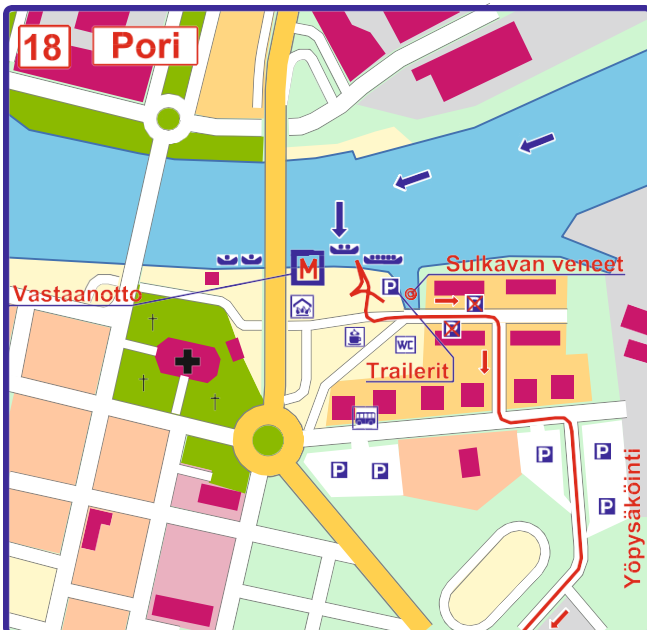 18 Pori
M
Sulkavan veneet
Vastaanotto
P
WC
Trailerit
P
P
P
P
P
Yöpysäköinti